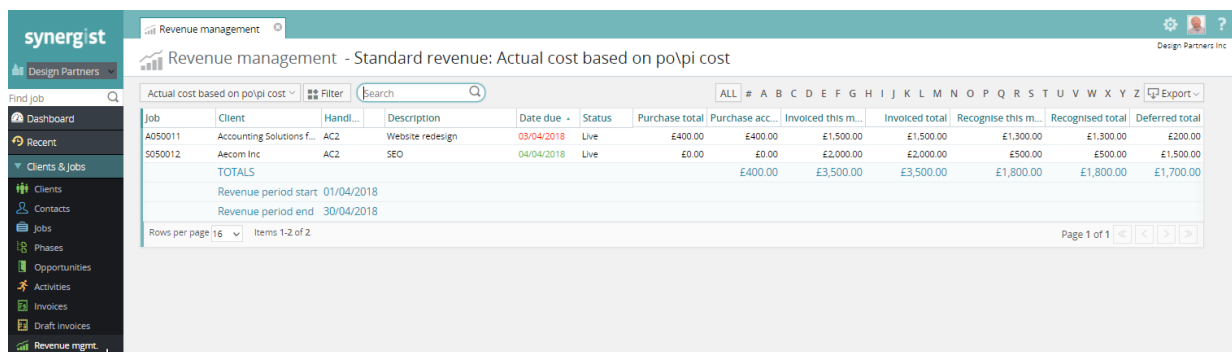 synergist
Revenue management
?
Design Partners Inc
Design Partners
Revenue management - Standard revenue: Actual cost based on po\pi cost
Find job
Actual cost based on po\pi cost Filter Search ALL # A B C D E F G H I J K L M N O P Q R S T U V W X Y Z Export
Dashboard
Recent
Clients & Jobs
Clients
Contacts
Jobs
Phases
Opportunities
Activities
Invoices
Draft invoices
Revenue mgmt.
Job Client Handl... Description Date due Status Purchase total Purchase acc... Invoiced this m... Invoiced total Recognise this m... Recognised total Deferred total
A050011 Accounting Solutions f... AC2 Website redesign 03/04/2018 Live £400.00 £400.00 £1,500.00 £1,500.00 £1,300.00 £1,300.00 £200.00
S050012 Aecom Inc AC2 SEO 04/04/2018 Live £0.00 £0.00 £2,000.00 £2,000.00 £500.00 £500.00 £1,500.00
TOTALS £400.00 £3,500.00 £3,500.00 £1,800.00 £1,800.00 £1,700.00
Revenue period start 01/04/2018
Revenue period end 30/04/2018
Rows per page 16 Items 1-2 of 2 Page 1 of 1